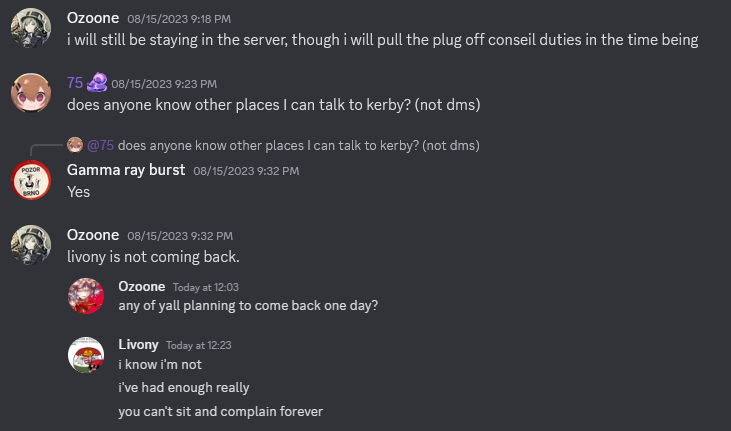 Ozoone 08/15/2023 9:18 PM
i will still be staying in the server, though i will pull the plug off conseil duties in the time being
75 08/15/2023 9:23 PM
does anyone know other places I can talk to kerby? (not dms)
@75 does anyone know other places I can talk to kerby? (not dms)
Gamma ray burst 08/15/2023 9:32 PM
POZOR
BRNO
Yes
Ozoone 08/15/2023 9:32 PM
livony is not coming back.
Ozoone Today at 12:03
any of yall planning to come back one day?
Livony Today at 12:23
i know i'm not
i've had enough really
you can't sit and complain forever